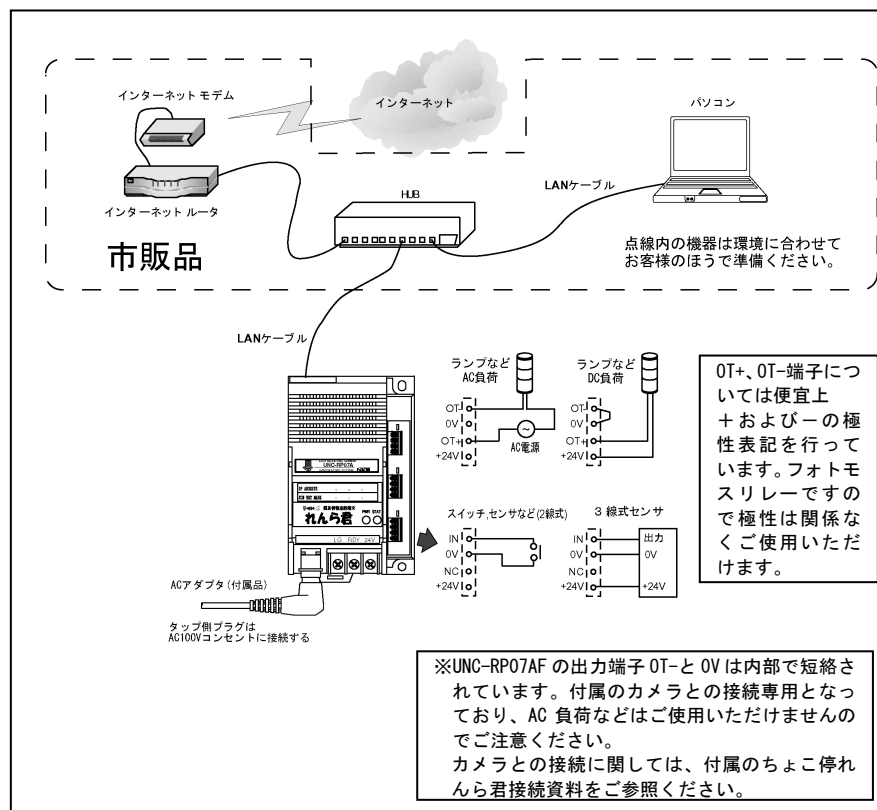 インターネット モデム
インターネット
パソコン
HUB
LANケーブル
インターネット ルータ
市販品
点線内の機器は環境に合わせて
お客様のほうで準備ください。
LANケーブル
ランプなど
AC負荷
OT-
0V
OT+
+24V
AC電源
ランプなど
DC負荷
OT-
0V
OT+
+24V
OT+、OT-端子につ
いては便宜上
+および−の極
性表記を行って
います。フォトモ
スリレーですの
で極性は関係な
くご使用いただ
けます。
UNC-RP07A
IP ADDRESS
SUB NET MASK
PWR STAT
れんら君
LG FG 24V
スイッチ,センサなど(2線式)
IN
0V
NC
+24V
3線式センサ
IN
0V
NC
+24V
出力
0V
+24V
ACアダプタ(付属品)
タップ側プラグは
AC100Vコンセントに接続する
※UNC-RP07AF の出力端子 OT-と 0V は内部で短絡さ
れています。付属のカメラとの接続専用となっ
ており、AC 負荷などはご使用いただけませんの
でご注意ください。
カメラとの接続に関しては、付属のちょこ停れ
んら君接続資料をご参照ください。